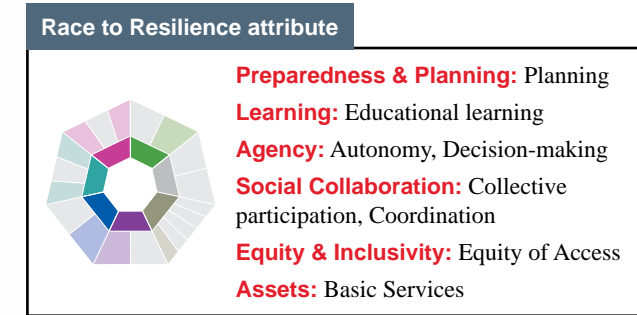 Race to Resilience attribute
Preparedness & Planning: Planning
Learning: Educational learning
Agency: Autonomy, Decision-making
Social Collaboration: Collective
participation, Coordination
Equity & Inclusivity: Equity of Access
Assets: Basic Services